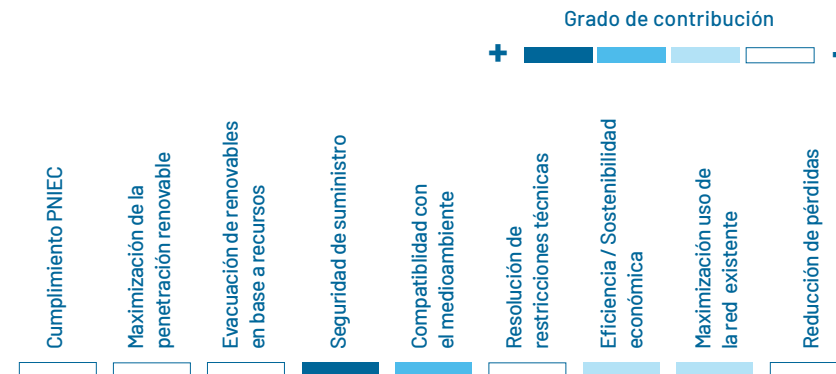 Grado de contribución
+
Cumplimiento PNIEC
Maximización de la
penetración renovable
Evacuación de renovables
en base a recursos
Seguridad de suministro
Compatiblidad con
el medioambiente
Resolución de
restricciones técnicas
Eficiencia / Sostenibilidad
económica
Maximización uso de
la red existente
Reducción de pérdidas